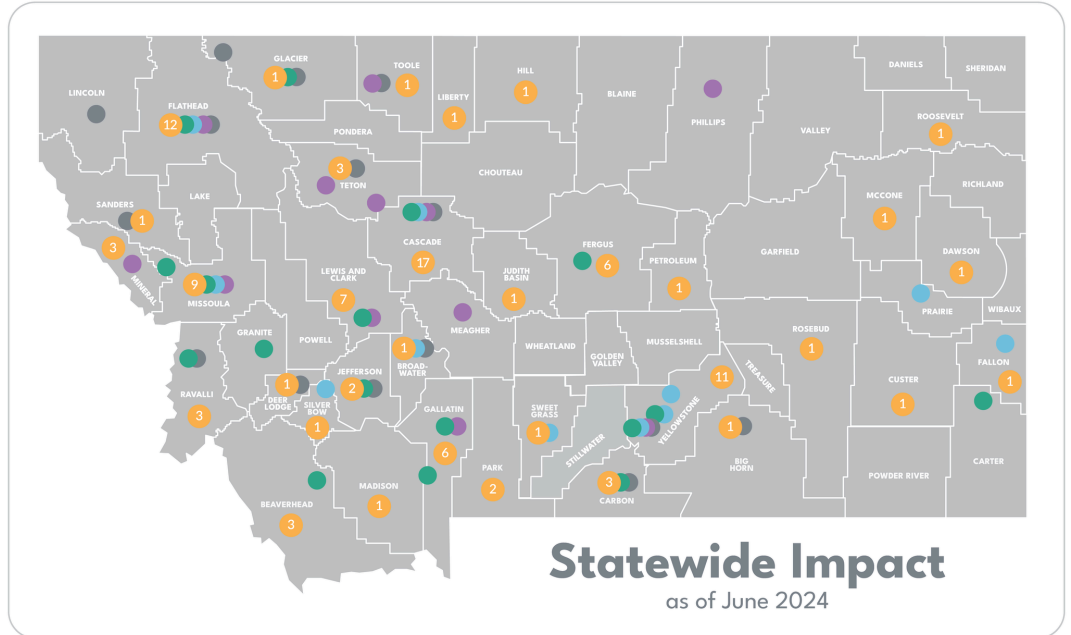 GLACIER
1
TOOLE
1
HILL
1
LIBERTY
1
BLAINE
PHILLIPS
VALLEY
DANIELS
SHERIDAN
ROOSEVELT
1
LINCOLN
FLATHEAD
12
PONDERA
3
TETON
CHOUTEAU
MCCONE
1
RICHLAND
LAKE
SANDERS
1
3
MINERAL
9
MISSOULA
LEWIS AND
CLARK
7
CASCADE
17
JUDITH
BASIN
1
FERGUS
6
PETROLEUM
1
GARFIELD
DAWSON
1
PRAIRIE
WIBAUX
GRANITE
POWELL
MEAGHER
1
BROAD-
WATER
WHEATLAND
GOLDEN
VALLEY
MUSSELSHELL
ROSEBUD
1
TREASURE
11
YELLOWSTONE
FALLON
1
CUSTER
1
RAVALLI
3
1
DEER
LODGE
SILVER
BOW
1
JEFFERSON
2
GALLATIN
6
SWEET
GRASS
1
STILLWATER
1
BIG
HORN
CARTER
POWDER RIVER
PARK
2
3
CARBON
MADISON
1
BEAVERHEAD
3
Statewide Impact
as of June 2024